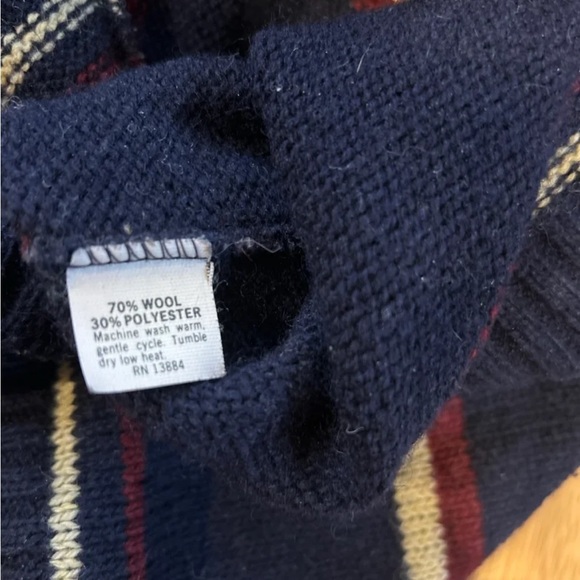 70% WOOL
30% POLYESTER
Machine wash warm,
gentle cycle. Tumble
dry low heat.
RN 13884